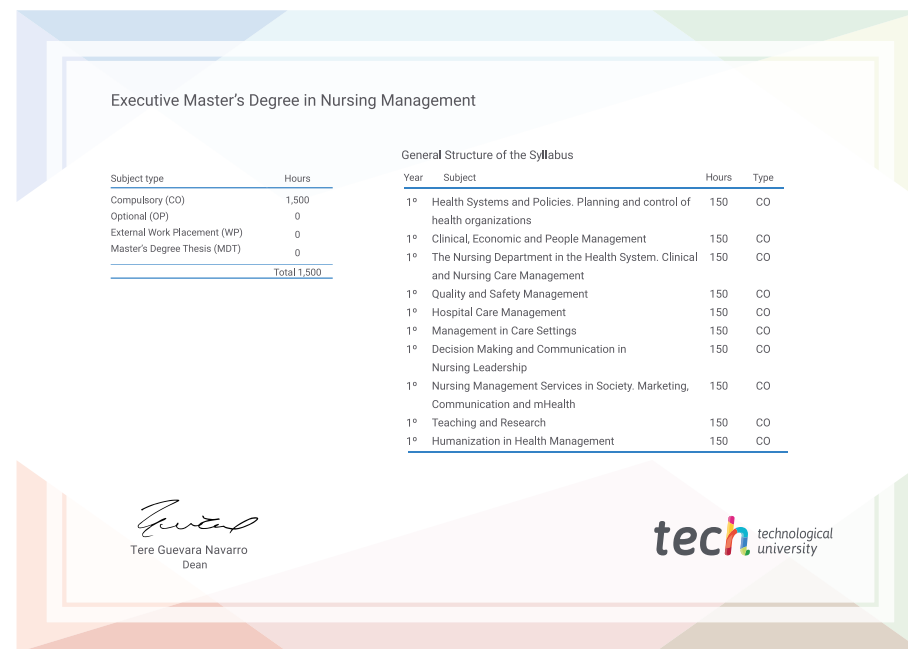 Executive Master's Degree in Nursing Management
Subject type Hours
Compulsory (CO) 1,500
Optional (OP) 0
External Work Placement (WP) 0
Master's Degree Thesis (MDT) 0
Total 1,500
General Structure of the Syllabus
Year Subject Hours Type
1º Health Systems and Policies. Planning and control of 150 CO
health organizations
1º Clinical, Economic and People Management 150 CO
1º The Nursing Department in the Health System. Clinical 150 CO
and Nursing Care Management
1º Quality and Safety Management 150 CO
1º Hospital Care Management 150 CO
1º Management in Care Settings 150 CO
1º Decision Making and Communication in 150 CO
Nursing Leadership
1º Nursing Management Services in Society. Marketing, 150 CO
Communication and mHealth
1º Teaching and Research 150 CO
1º Humanization in Health Management 150 CO
Tere Guevara Navarro
Dean
tech technological
university